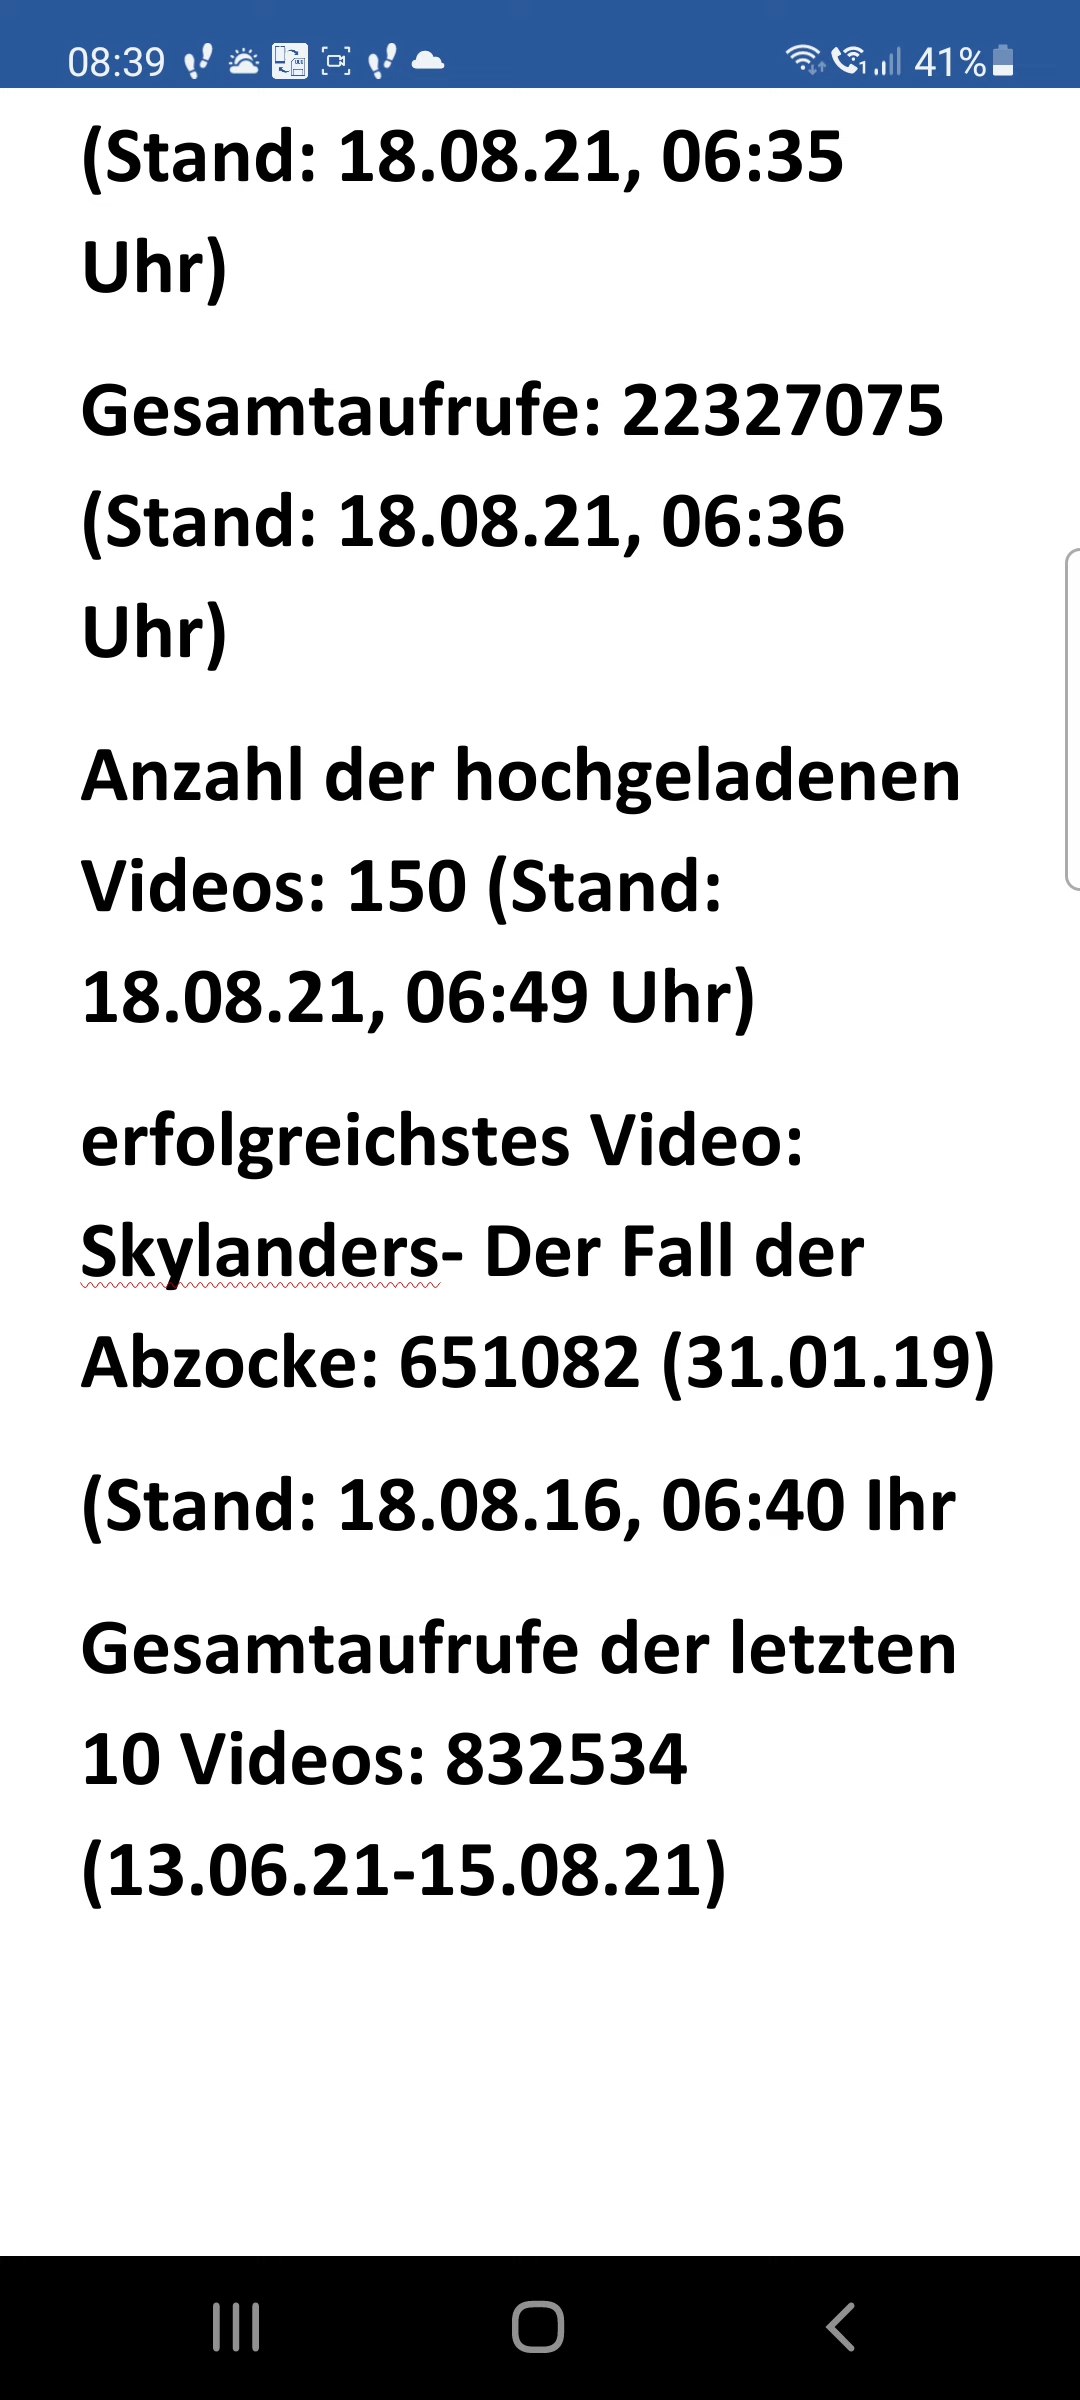 08:39
41%
(Stand: 18.08.21, 06:35
Uhr)
Gesamtaufrufe: 22327075
(Stand: 18.08.21, 06:36
Uhr)
Anzahl der hochgeladenen
Videos: 150 (Stand:
18.08.21, 06:49 Uhr)
erfolgreichstes Video:
Skylanders- Der Fall der
Abzocke: 651082 (31.01.19)
(Stand: 18.08.16, 06:40 Ihr
Gesamtaufrufe der letzten
10 Videos: 832534
(13.06.21-15.08.21)